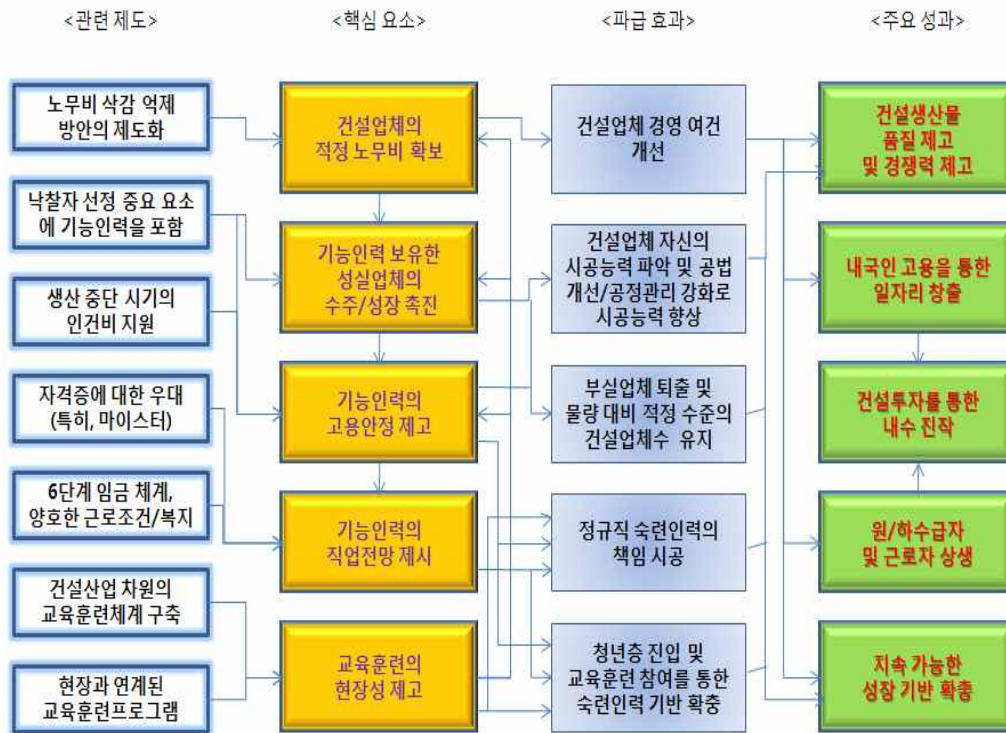 <관련 제도>
<핵심 요소>
<파급 효과>
<주요 성과>
노무비 삭감 억제
방안의 제도화
낙찰자 선정 중요 요소
에 기능인력을 포함
생산 중단 시기의
인건비 지원
자격증에 대한 우대
(특히, 마이스터)
6단계 임금 체계,
양호한 근로조건/복지
건설산업 차원의
교육훈련체계 구축
현장과 연계된
교육훈련프로그램
건설업체의
적정 노무비 확보
기능인력 보유한
성실업체의
수주/성장 촉진
기능인력의
고용안정 제고
기능인력의
직업전망 제시
교육훈련의
현장성 제고
건설업체 경영 여건
개선
건설업체 자신의
시공능력 파악 및 공법
개선/공정관리 강화로
시공능력 향상
부실업체 퇴출 및
물량 대비 적정 수준의
건설업체수 유지
정규직 숙련인력의
책임 시공
청년층 진입 및
교육훈련 참여를 통한
숙련인력 기반 확충
건설생산물
품질 제고
및 경쟁력 제고
내국인 고용을 통한
일자리 창출
건설투자를 통한
내수 진작
원/하수급자
및 근로자 상생
지속 가능한
성장 기반 확충